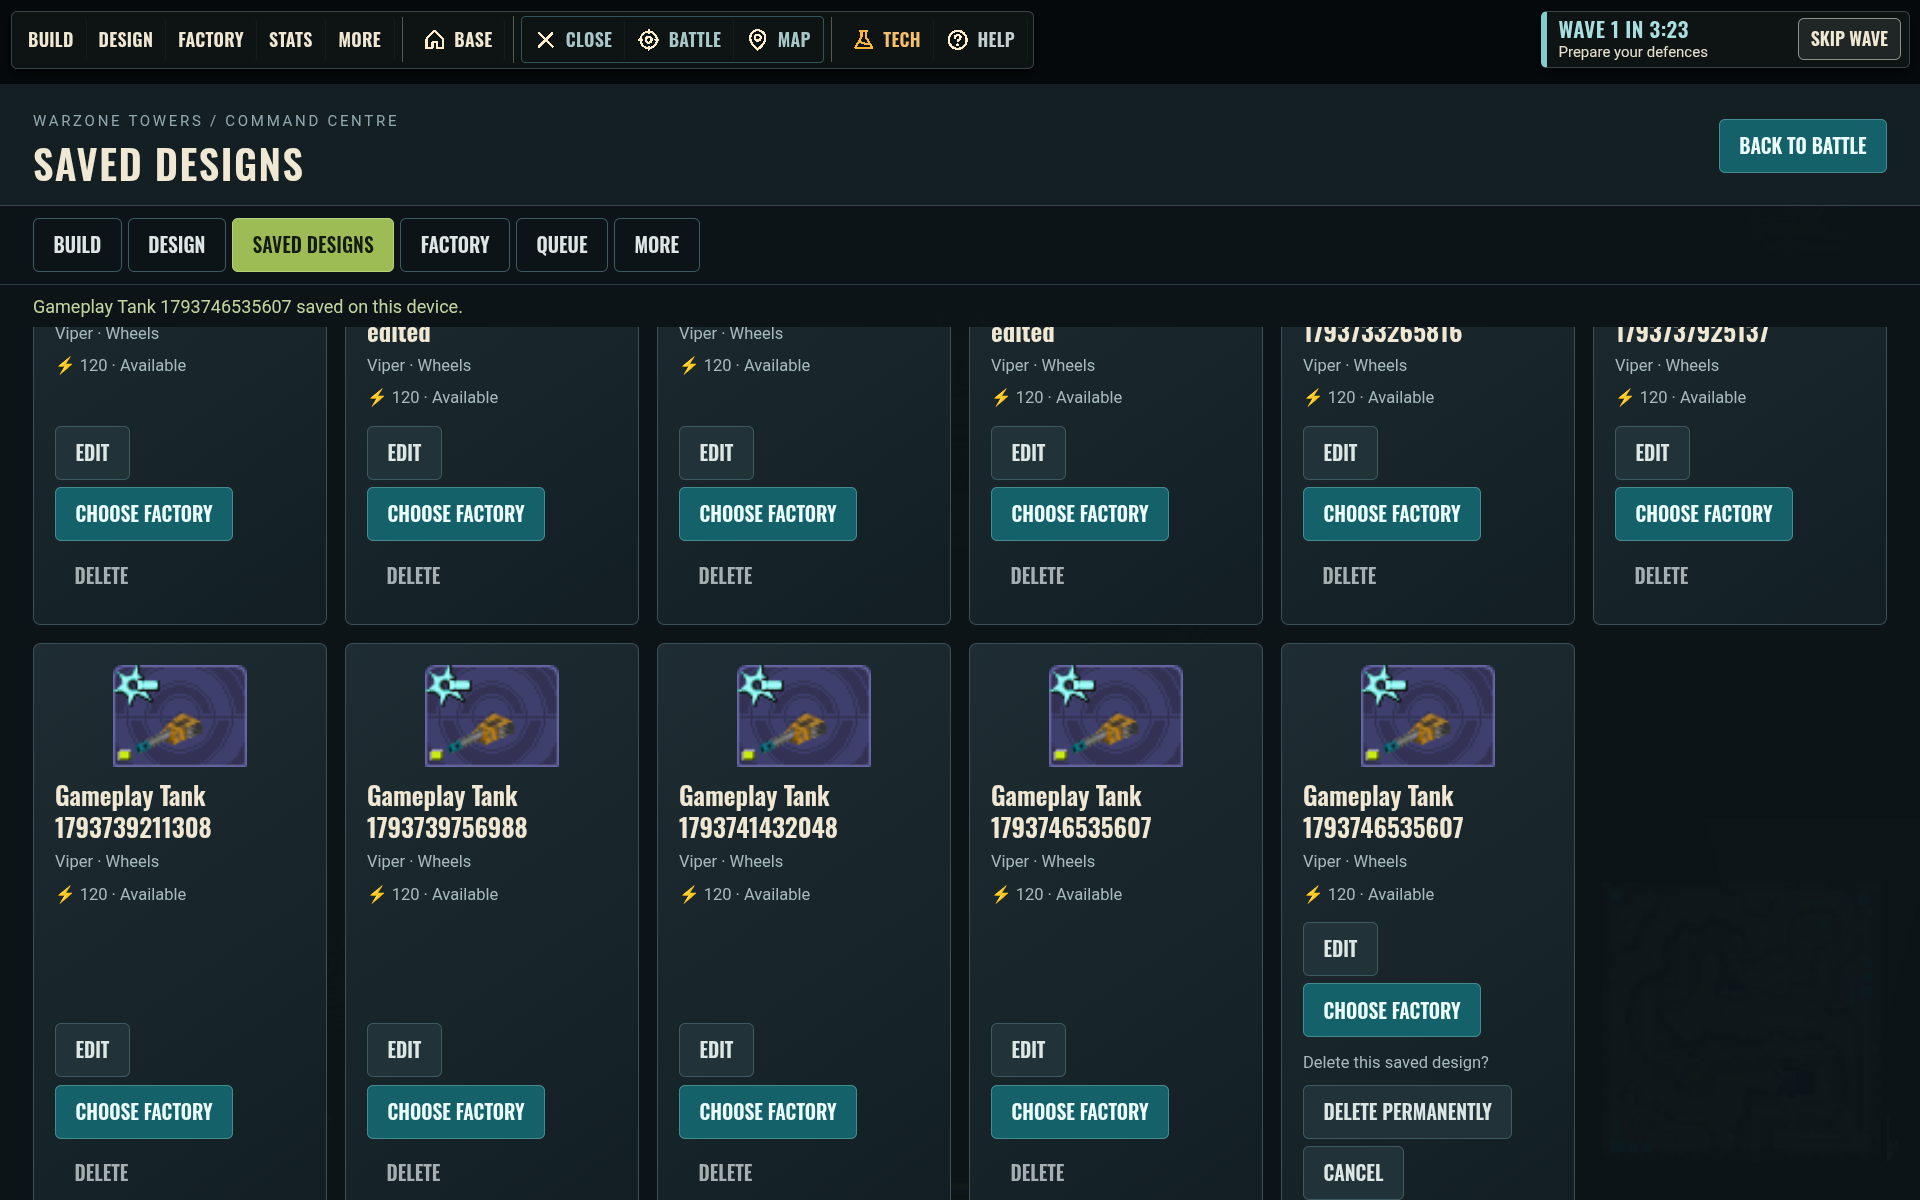 BUILD DESIGN FACTORY STATS MORE BASE CLOSE BATTLE MAP TECH HELP
WAVE 1 IN 3:23
Prepare your defences
SKIP WAVE
WARZONE TOWERS / COMMAND CENTRE
SAVED DESIGNS
BACK TO BATTLE
BUILD DESIGN SAVED DESIGNS FACTORY QUEUE MORE
Gameplay Tank 1793746535607 saved on this device.
Viper · Wheels
⚡ 120 · Available
EDIT
CHOOSE FACTORY
DELETE
edited
Viper · Wheels
⚡ 120 · Available
EDIT
CHOOSE FACTORY
DELETE
Viper · Wheels
⚡ 120 · Available
EDIT
CHOOSE FACTORY
DELETE
edited
Viper · Wheels
⚡ 120 · Available
EDIT
CHOOSE FACTORY
DELETE
1793733265816
Viper · Wheels
⚡ 120 · Available
EDIT
CHOOSE FACTORY
DELETE
1793737925137
Viper · Wheels
⚡ 120 · Available
EDIT
CHOOSE FACTORY
DELETE
Gameplay Tank
1793739211308
Viper · Wheels
⚡ 120 · Available
EDIT
CHOOSE FACTORY
DELETE
Gameplay Tank
1793739756988
Viper · Wheels
⚡ 120 · Available
EDIT
CHOOSE FACTORY
DELETE
Gameplay Tank
1793741432048
Viper · Wheels
⚡ 120 · Available
EDIT
CHOOSE FACTORY
DELETE
Gameplay Tank
1793746535607
Viper · Wheels
⚡ 120 · Available
EDIT
CHOOSE FACTORY
DELETE
Gameplay Tank
1793746535607
Viper · Wheels
⚡ 120 · Available
EDIT
CHOOSE FACTORY
Delete this saved design?
DELETE PERMANENTLY
CANCEL